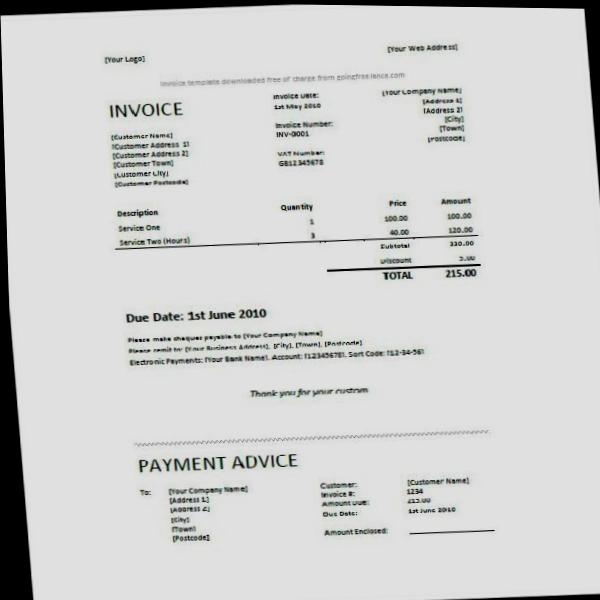 [Your Logo] [Your Web Address]
Invoice template downloaded free of charge from goingfreelance.com
INVOICE
Invoice Date:
1st May 2010
Invoice Number:
INV-0001
VAT Number:
GB12345678
[Your Company Name]
[Address 1]
[Address 2]
[City]
[Town]
[Postcode]
[Customer Name]
[Customer Address 1]
[Customer Address 2]
[Customer Town]
[Customer City]
[Customer Postcode]
Description Quantity Price Amount
Service One 1 100.00 100.00
Service Two (Hours) 3 40.00 120.00
Subtotal 220.00
Discount 5.00
TOTAL 215.00
Due Date: 1st June 2010
Please make cheques payable to [Your Company Name]
Please remit to: [Your Business Address], [City], [Town], [Postcode]
Electronic Payments: [Your Bank Name], Account: [12345678], Sort Code: [12-34-56]
Thank you for your custom
PAYMENT ADVICE
To: [Your Company Name]
[Address 1]
[Address 2]
[City]
[Town]
[Postcode]
Customer: [Customer Name]
Invoice #: 1234
Amount Due: 215.00
Due Date: 1st June 2010
Amount Enclosed: